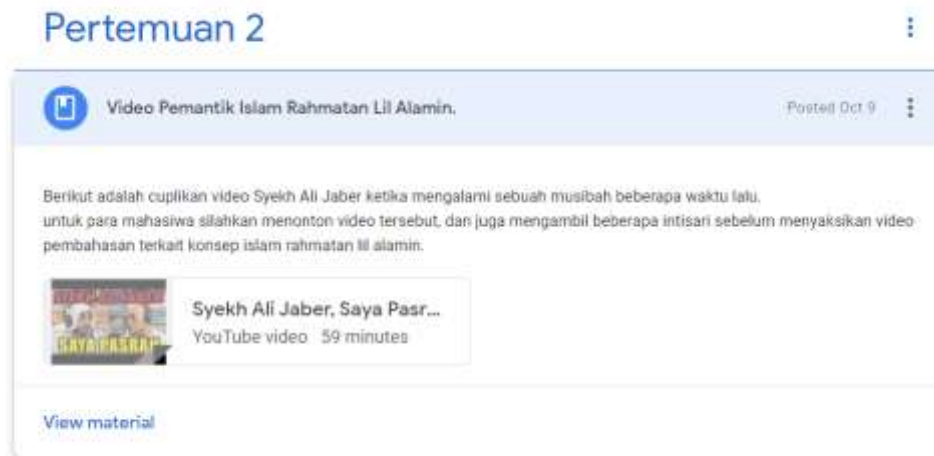 Pertemuan 2
Video Pemantik Islam Rahmatan Lil Alamin.
Posted Oct 9
Berikut adalah cuplikan video Syekh Ali Jaber ketika mengalami sebuah musibah beberapa waktu lalu.
untuk para mahasiwa silahkan menonton video tersebut, dan juga mengambil beberapa intisari sebelum menyaksikan video
pembahasan terkait konsep islam rahmatan lil alamin.
Syekh Ali Jaber, Saya Pasr...
YouTube video 59 minutes
SAYA PASRAH
View material